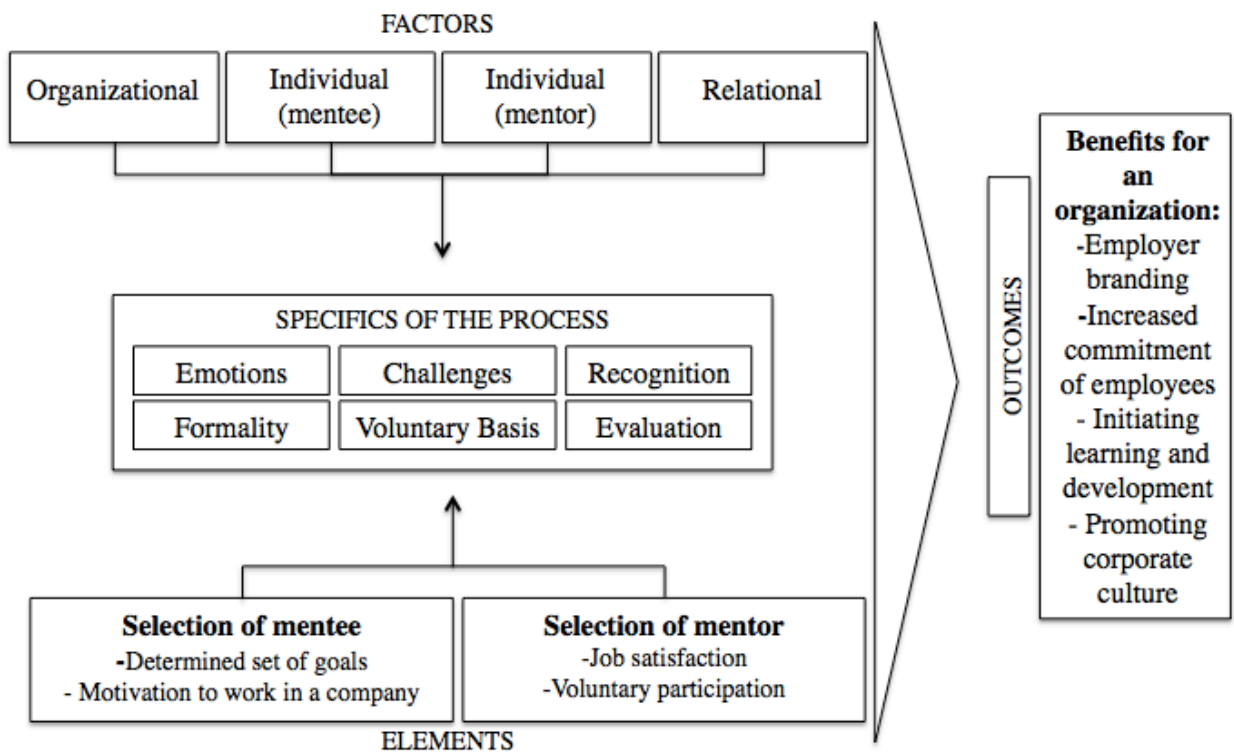 FACTORS
Organizational
Individual
(mentee)
Individual
(mentor)
Relational
SPECIFICS OF THE PROCESS
Emotions
Challenges
Recognition
Formality
Voluntary Basis
Evaluation
Selection of mentee
-Determined set of goals
- Motivation to work in a company
Selection of mentor
-Job satisfaction
-Voluntary participation
ELEMENTS
OUTCOMES
Benefits for
an
organization:
-Employer
branding
-Increased
commitment
of employees
- Initiating
learning and
development
- Promoting
corporate
culture